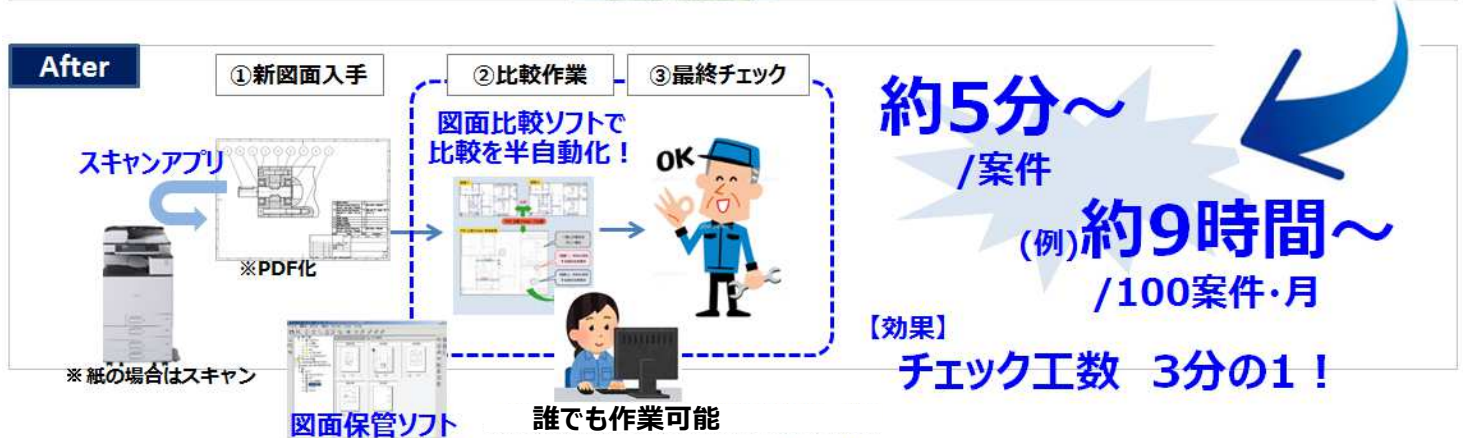 After
①新図面入手
②比較作業
③最終チェック
スキャンアプリ
※PDF化
※紙の場合はスキャン
図面保管ソフト
図面比較ソフトで
比較を半自動化！
OK
誰でも作業可能
約5分～
/案件
(例)約9時間～
/100案件・月
【効果】
チェック工数 3分の1！